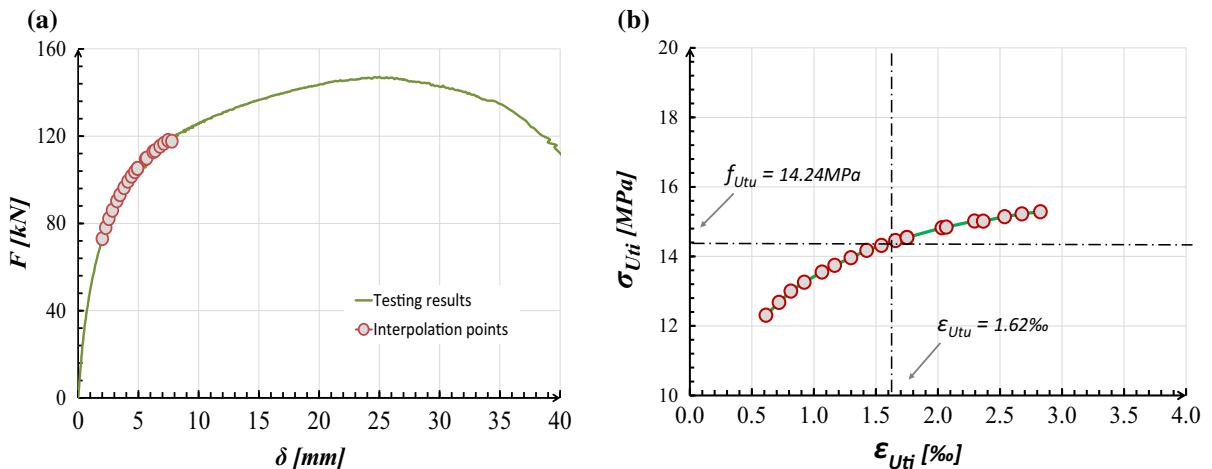 (a)
160
120
80
40
0
F [kN]
Testing results
Interpolation points
0 5 10 15 20 25 30 35 40
δ [mm]
(b)
20
18
16
14
12
10
σUti [MPa]
fUtu = 14.24MPa
εUtu = 1.62‰
0.0 0.5 1.0 1.5 2.0 2.5 3.0 3.5 4.0
εUti [‰]